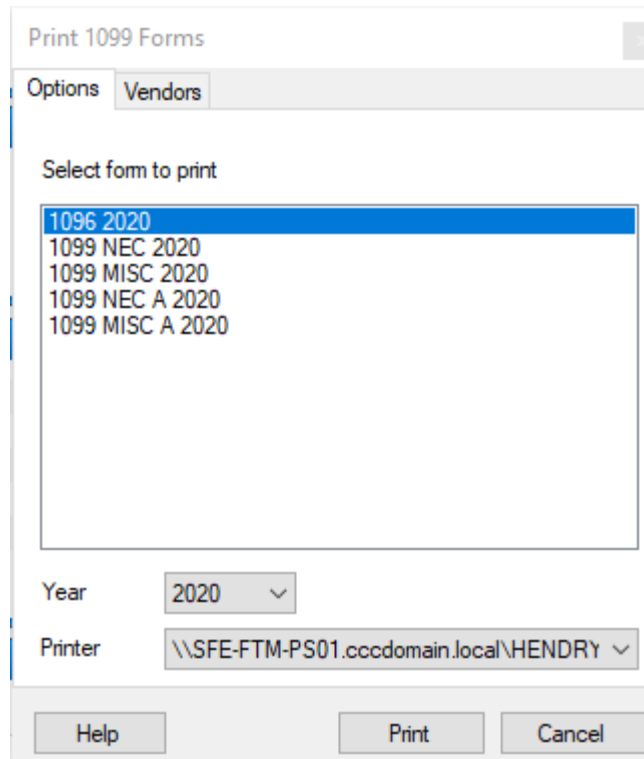 Print 1099 Forms
Options Vendors
Select form to print
1096 2020
1099 NEC 2020
1099 MISC 2020
1099 NEC A 2020
1099 MISC A 2020
Year 2020
Printer \\SFE-FTM-PS01.cccdomain.local\HENDRY
Help Print Cancel